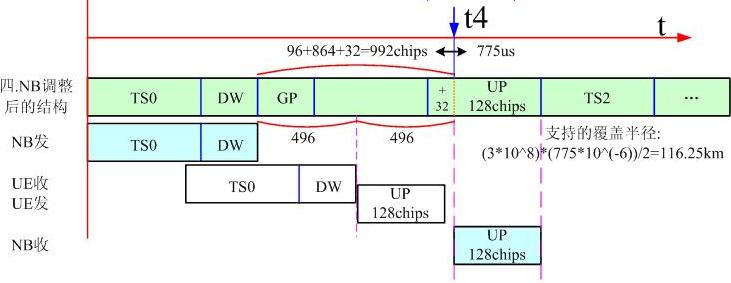 t4
t
96+864+32=992chips
775us
四.NB调整
后的结构
TS0
DW
GP
+
32
UP
128chips
TS2
...
NB发
TS0
DW
496
496
支持的覆盖半径:
(3*10^8)*(775*10^(-6))/2=116.25km
UE收
UE发
TS0
DW
UP
128chips
NB收
UP
128chips